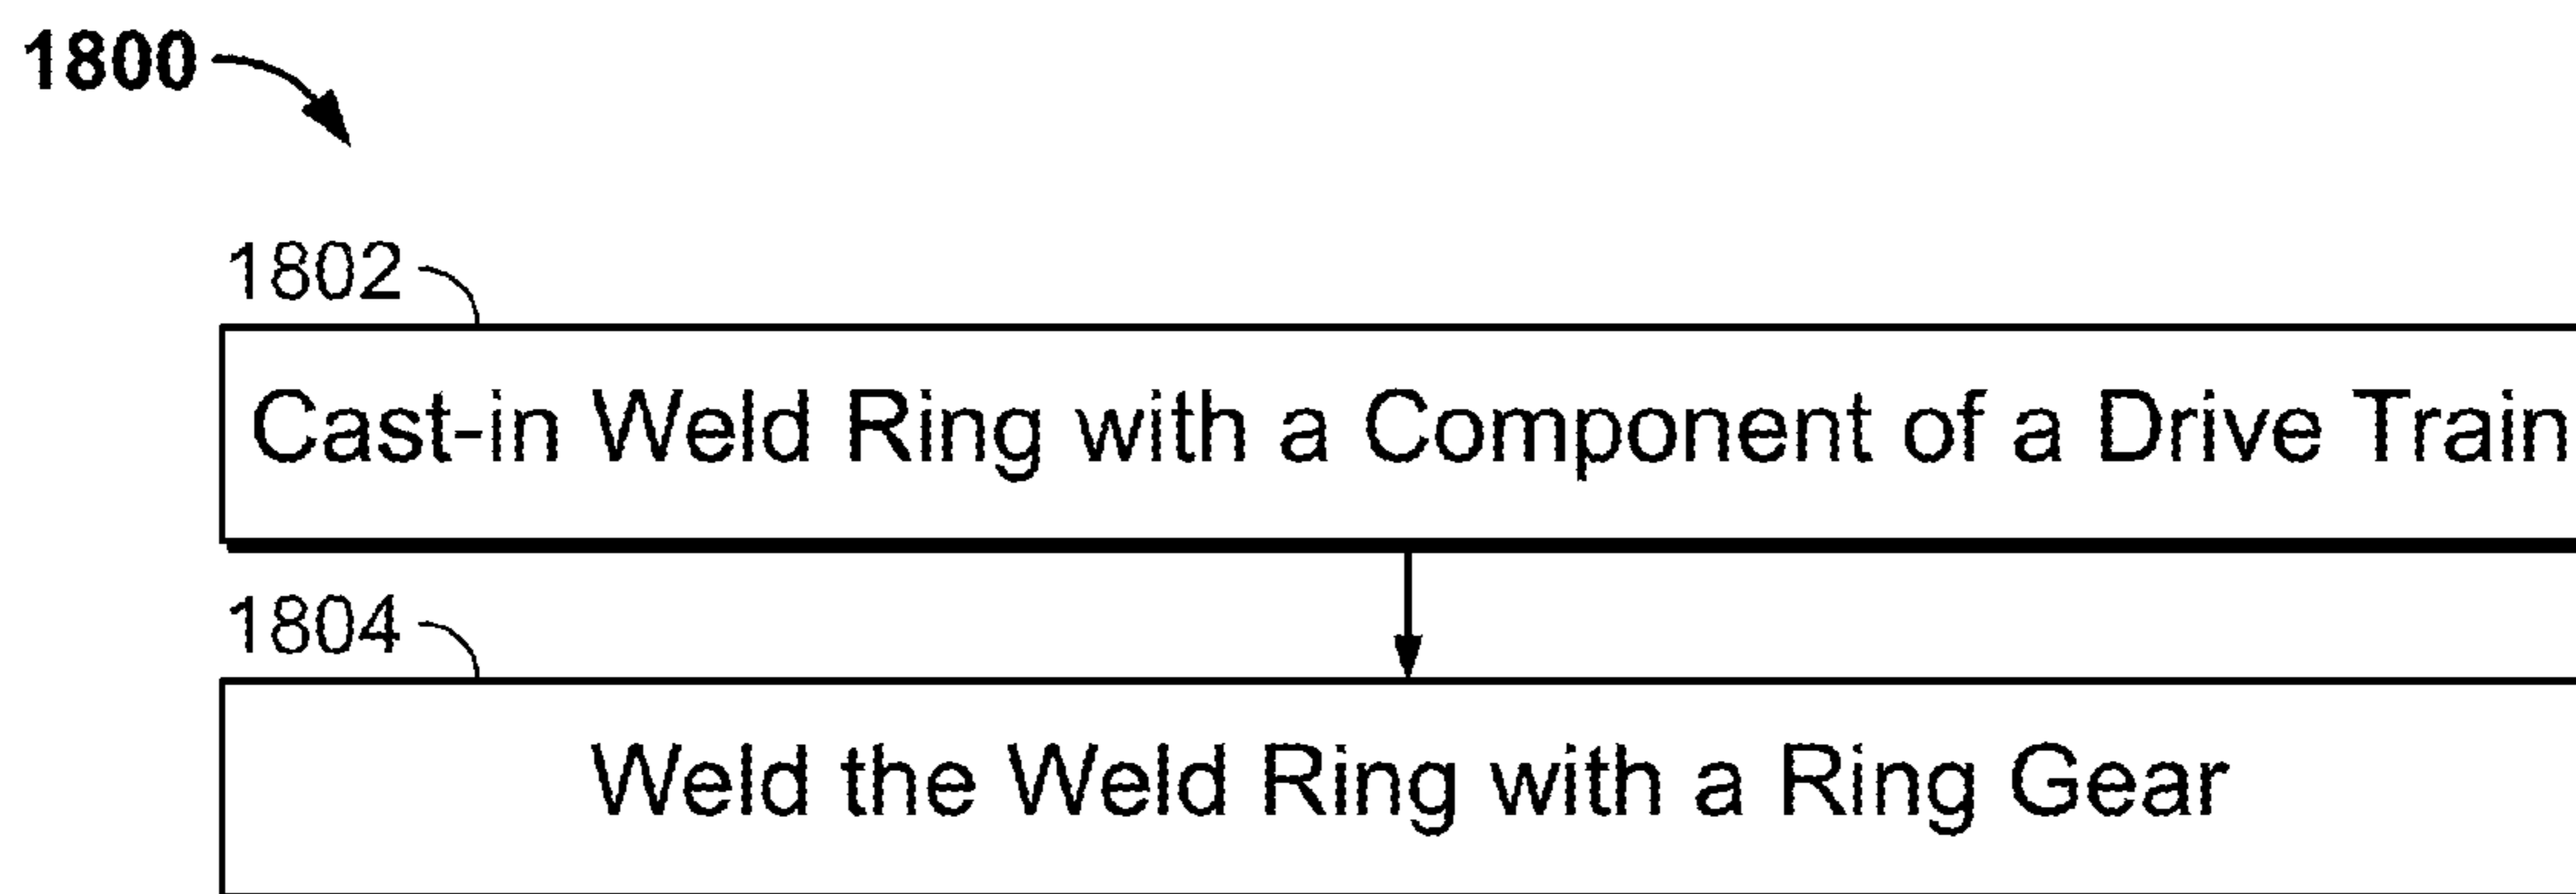 1800
1802
Cast-in Weld Ring with a Component of a Drive Train
1804
Weld the Weld Ring with a Ring Gear